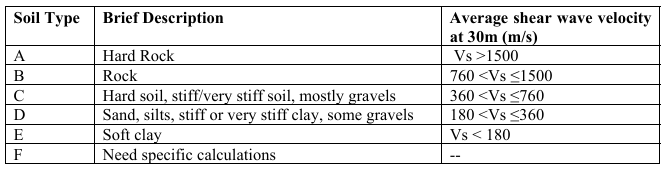 Soil Type Brief Description Average shear wave velocity
at 30m (m/s)
A Hard Rock Vs >1500
B Rock 760 <Vs ≤1500
C Hard soil, stiff/very stiff soil, mostly gravels 360 <Vs ≤760
D Sand, silts, stiff or very stiff clay, some gravels 180 <Vs ≤360
E Soft clay Vs < 180
F Need specific calculations --